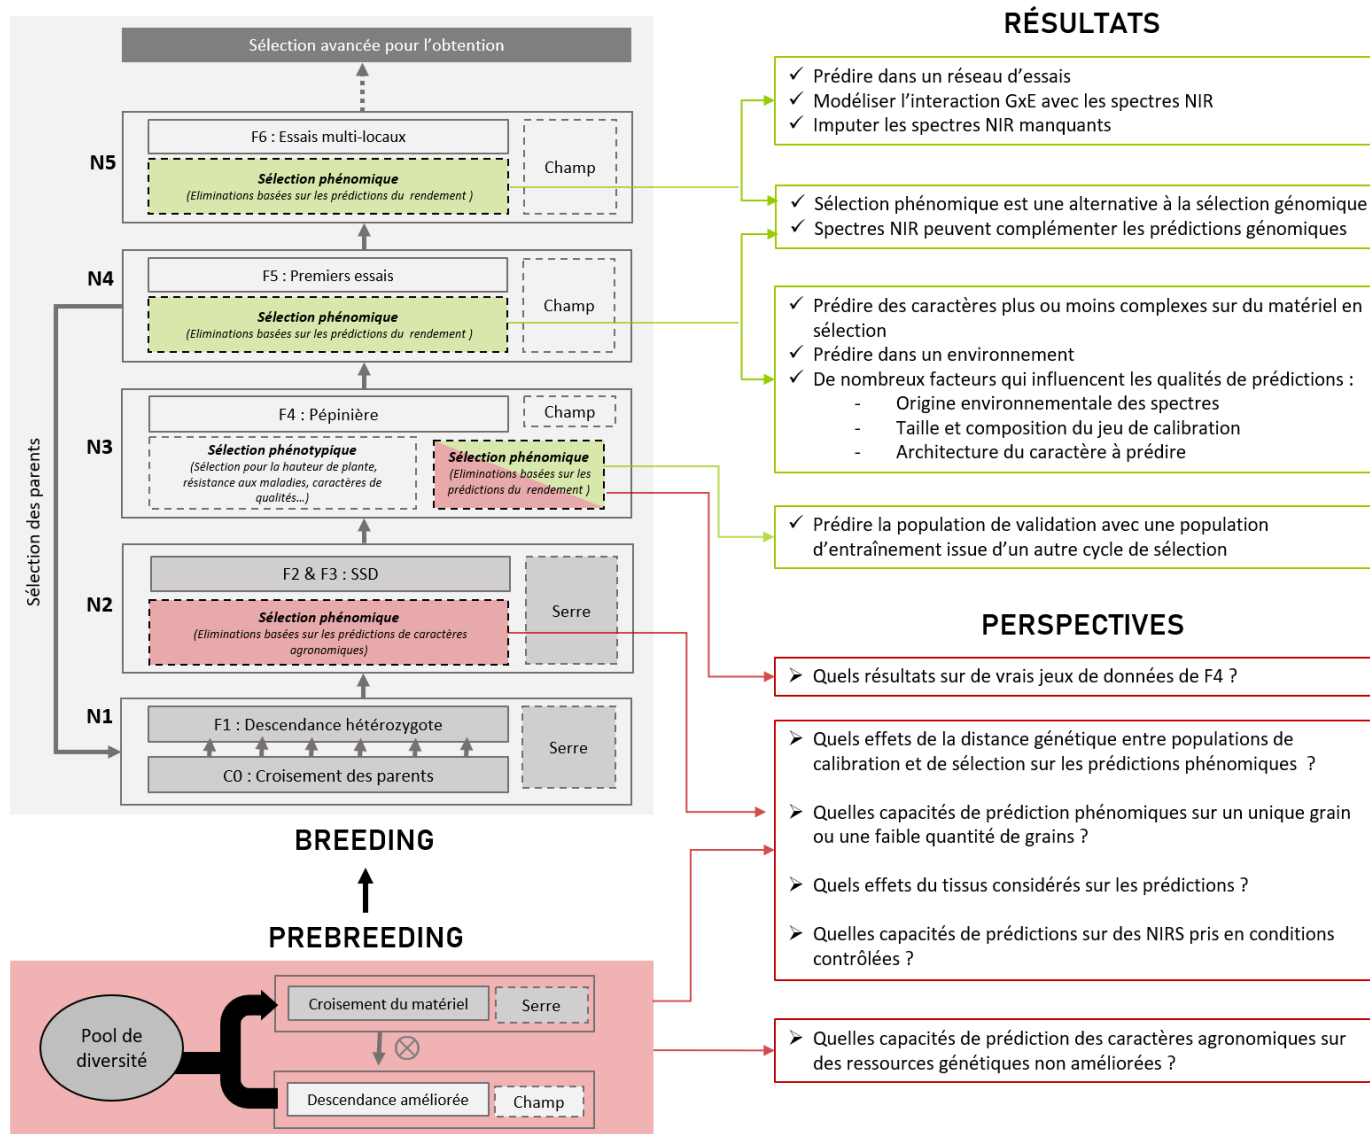 Sélection avancée pour l'obtention
N5
F6 : Essais multi-locaux
Sélection phénomique
(Eliminations basées sur les prédictions du rendement )
Champ
N4
F5 : Premiers essais
Sélection phénomique
(Eliminations basées sur les prédictions du rendement )
Champ
N3
F4 : Pépinière
Champ
Sélection phénotypique
(Sélection pour la hauteur de plante,
résistance aux maladies, caractères de
qualités...)
Sélection phénomique
(Eliminations basées sur les
prédictions du rendement )
Sélection des parents
N2
F2 & F3 : SSD
Sélection phénomique
(Eliminations basées sur les prédictions de caractères
agronomiques)
Serre
N1
F1 : Descendance hétérozygote
C0 : Croisement des parents
Serre
BREEDING
PREBREEDING
Pool de
diversité
Croisement du matériel
Serre
Descendance améliorée
Champ
RÉSULTATS
✓ Prédire dans un réseau d'essais
✓ Modéliser l'interaction GxE avec les spectres NIR
✓ Imputer les spectres NIR manquants
✓ Sélection phénomique est une alternative à la sélection génomique
✓ Spectres NIR peuvent complémenter les prédictions génomiques
✓ Prédire des caractères plus ou moins complexes sur du matériel en
sélection
✓ Prédire dans un environnement
✓ De nombreux facteurs qui influencent les qualités de prédictions :
- Origine environnementale des spectres
- Taille et composition du jeu de calibration
- Architecture du caractère à prédire
✓ Prédire la population de validation avec une population
d'entraînement issue d'un autre cycle de sélection
PERSPECTIVES
➢ Quels résultats sur de vrais jeux de données de F4 ?
➢ Quels effets de la distance génétique entre populations de
calibration et de sélection sur les prédictions phénomiques ?
➢ Quelles capacités de prédiction phénomiques sur un unique grain
ou une faible quantité de grains ?
➢ Quels effets du tissus considérés sur les prédictions ?
➢ Quelles capacités de prédictions sur des NIRS pris en conditions
contrôlées ?
➢ Quelles capacités de prédiction des caractères agronomiques sur
des ressources génétiques non améliorées ?